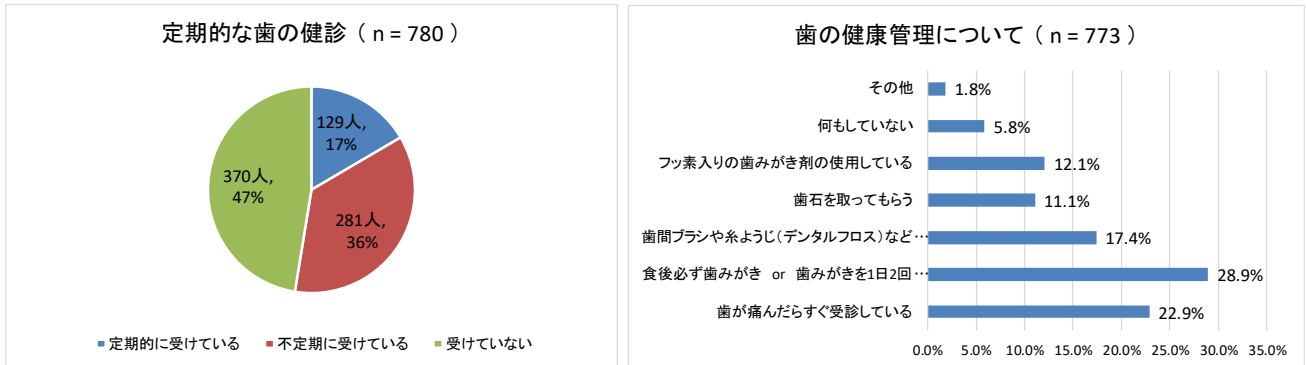 定期的な歯の健診（ n = 780 ）
129人,
17%
370人,
47%
281人,
36%
定期的に受けている 不定期に受けている 受けていない
歯の健康管理について（ n = 773 ）
その他 1.8%
何もしていない 5.8%
フッ素入りの歯みがき剤の使用している 12.1%
歯石を取ってもらう 11.1%
歯間ブラシや糸ようじ（デンタルフロス）など… 17.4%
食後必ず歯みがき or 歯みがきを1日2回… 28.9%
歯が痛んだらすぐ受診している 22.9%
0.0% 5.0% 10.0% 15.0% 20.0% 25.0% 30.0% 35.0%